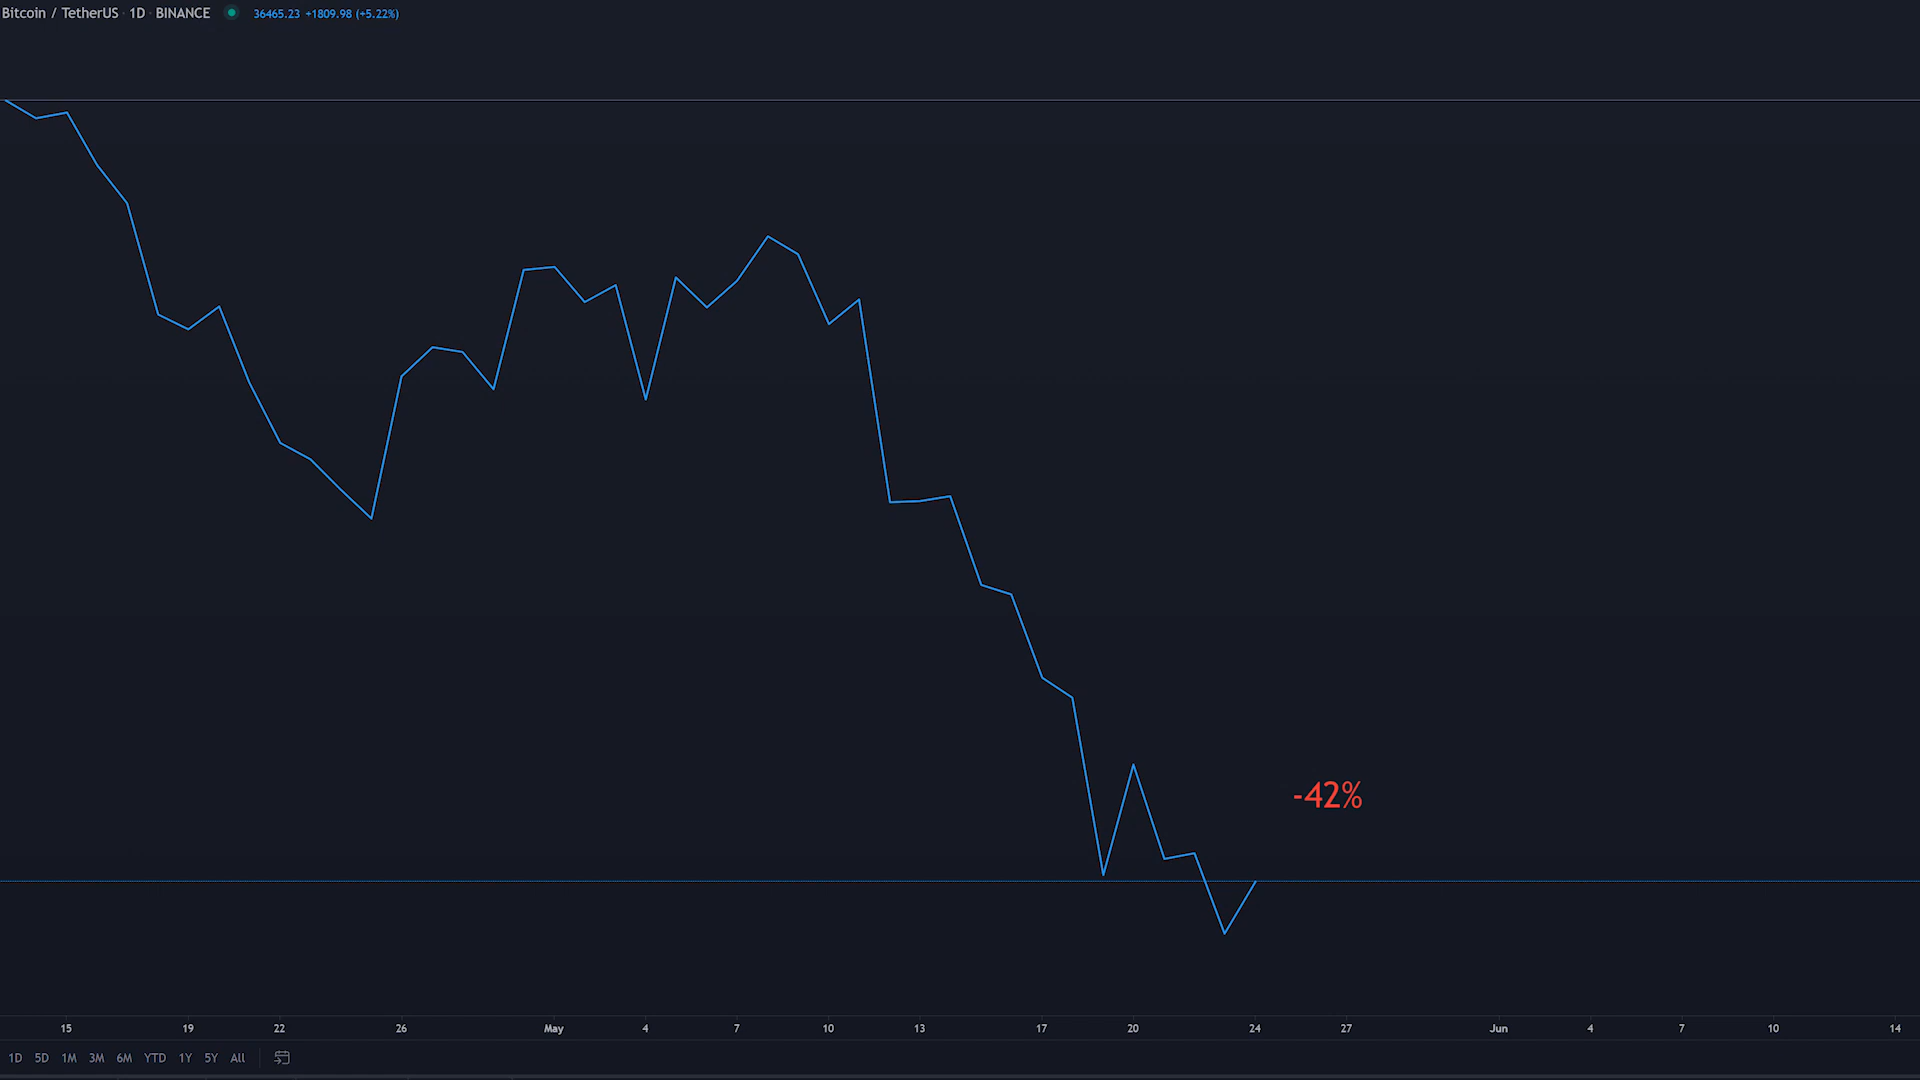 Bitcoin / TetherUS · 1D · BINANCE 36465.23 +1809.98 (+5.22%)
-42%
15 19 22 26 May 4 7 10 13 17 20 24 27 Jun 4 7 10 14
1D 5D 1M 3M 6M YTD 1Y 5Y All